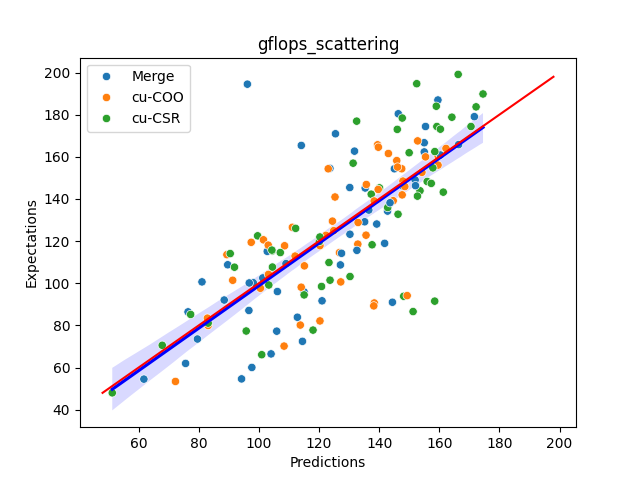 gflops_scattering
Merge
cu-COO
cu-CSR
Expectations
200
180
160
140
120
100
80
60
40
60 80 100 120 140 160 180 200
Predictions